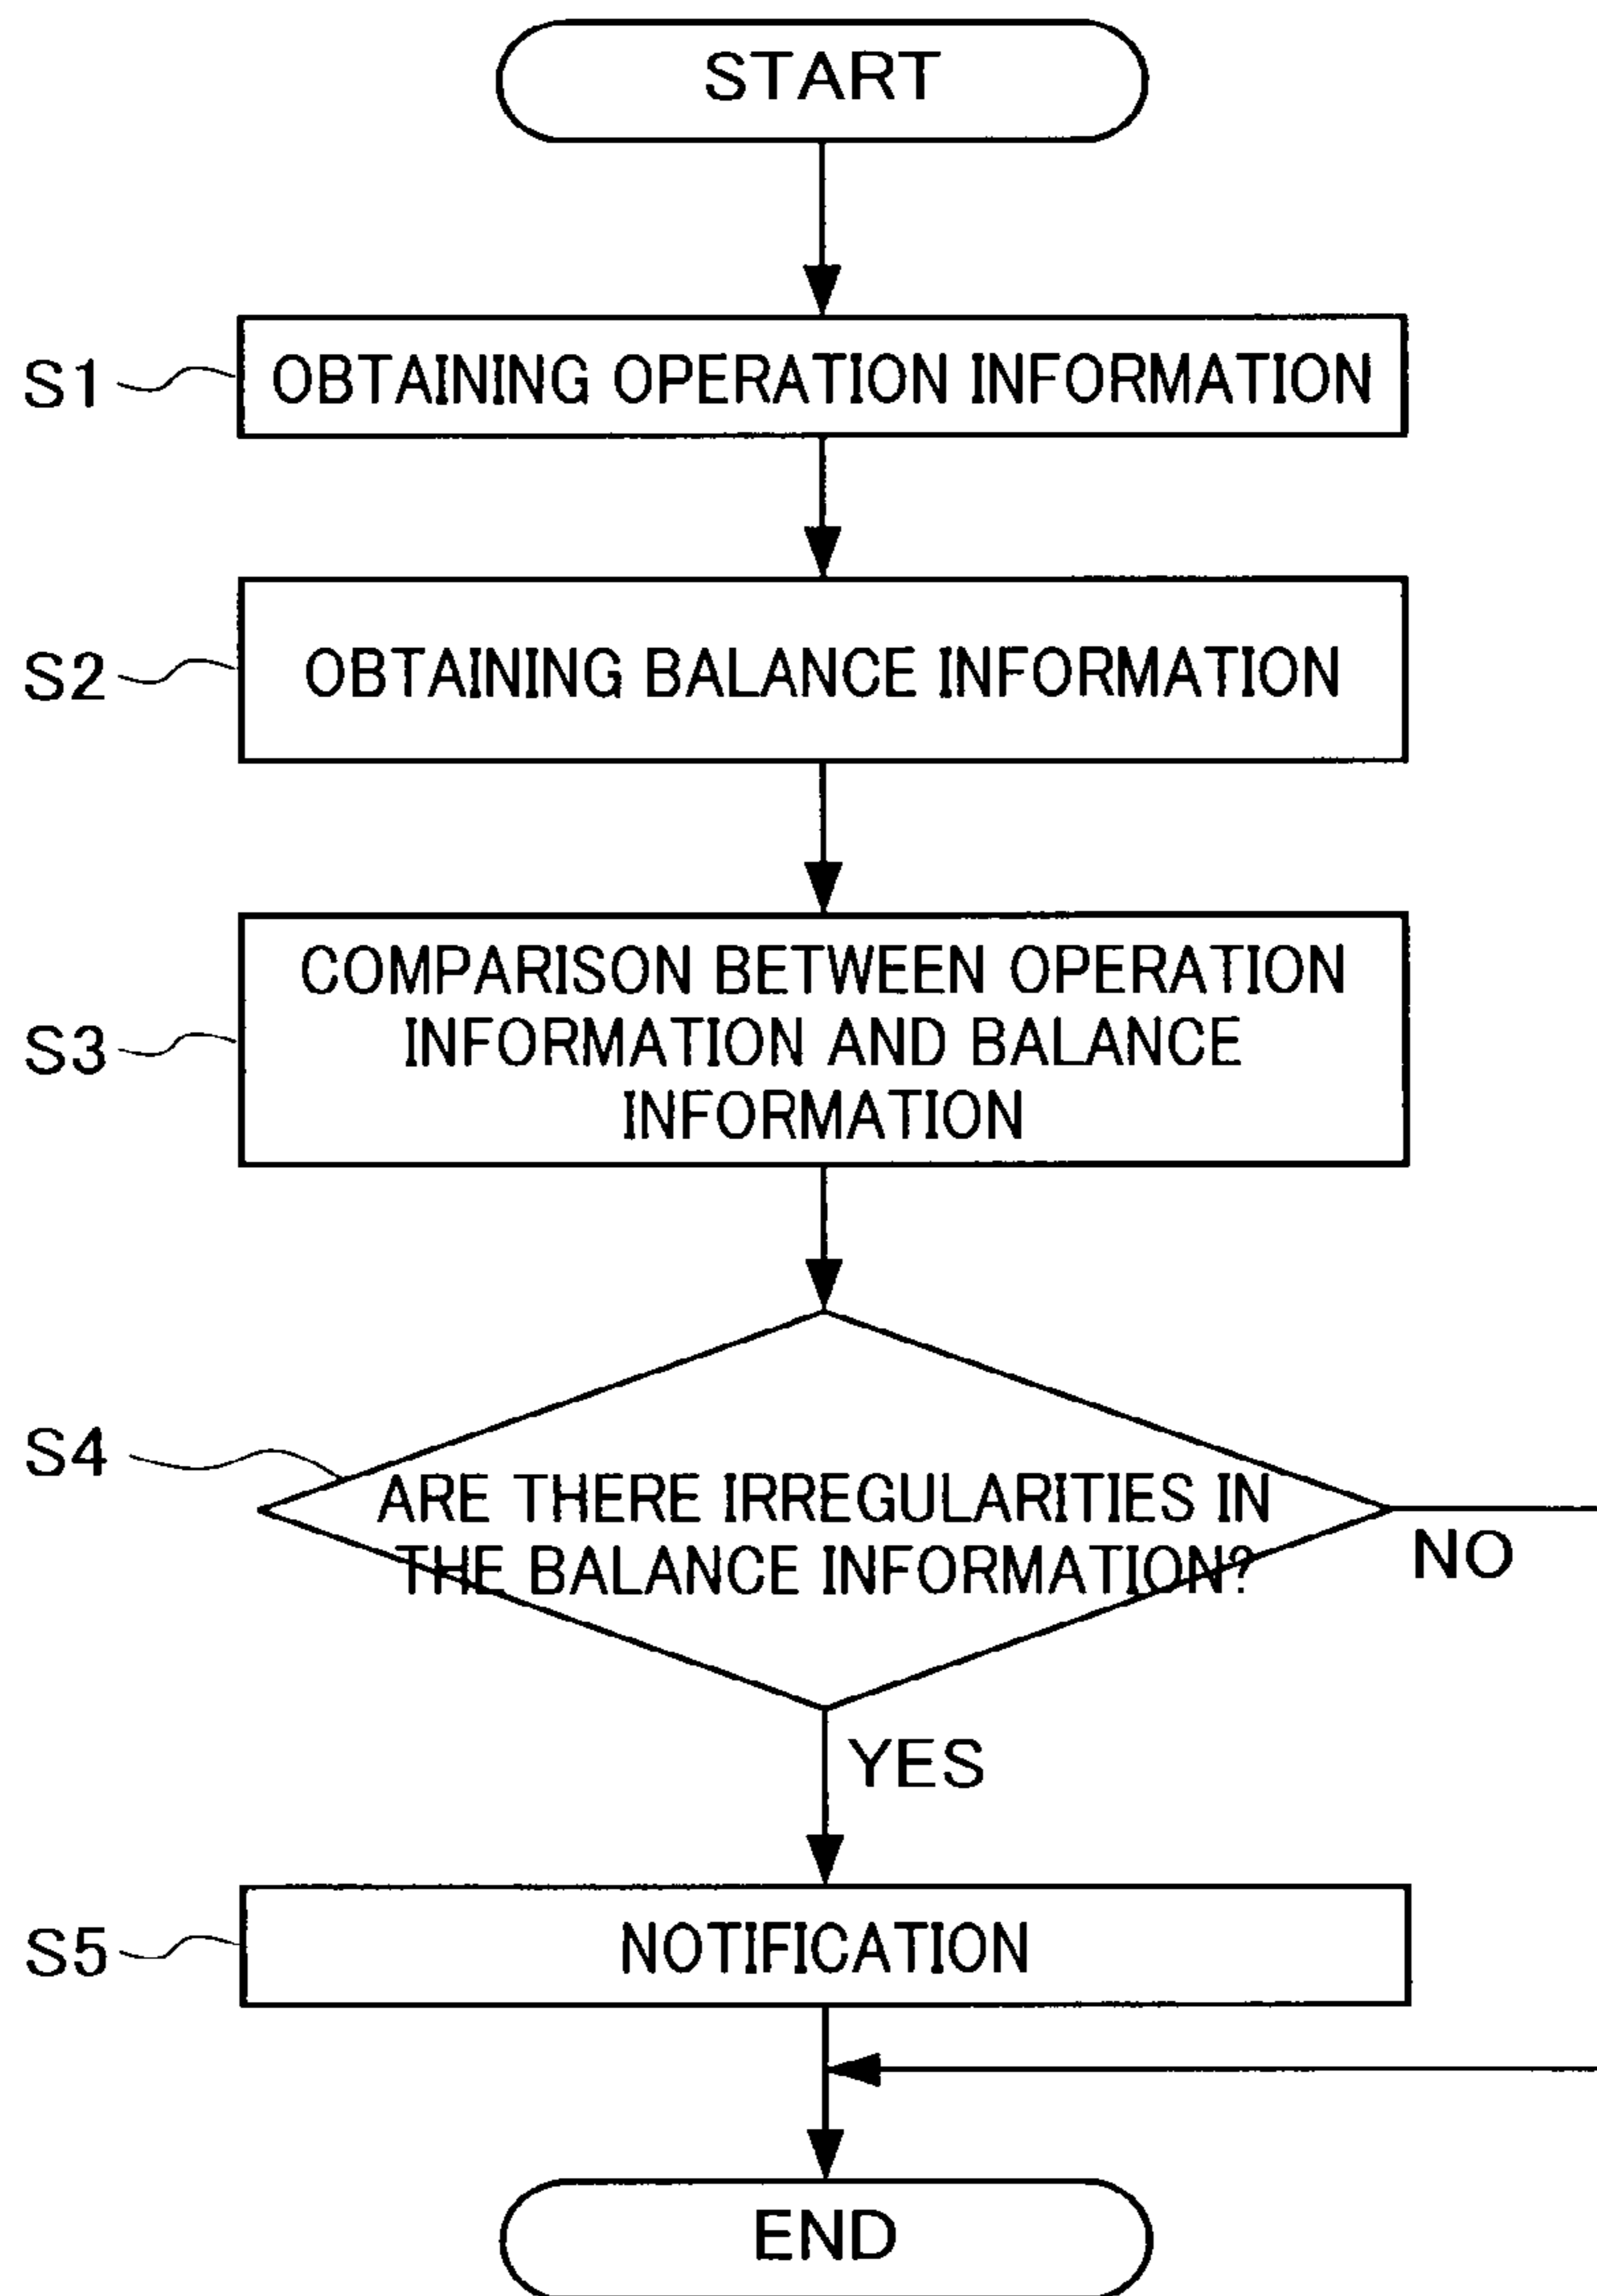 START
S1
OBTAINING OPERATION INFORMATION
S2
OBTAINING BALANCE INFORMATION
S3
COMPARISON BETWEEN OPERATION
INFORMATION AND BALANCE
INFORMATION
S4
ARE THERE IRREGULARITIES IN
THE BALANCE INFORMATION?
NO
YES
S5
NOTIFICATION
END